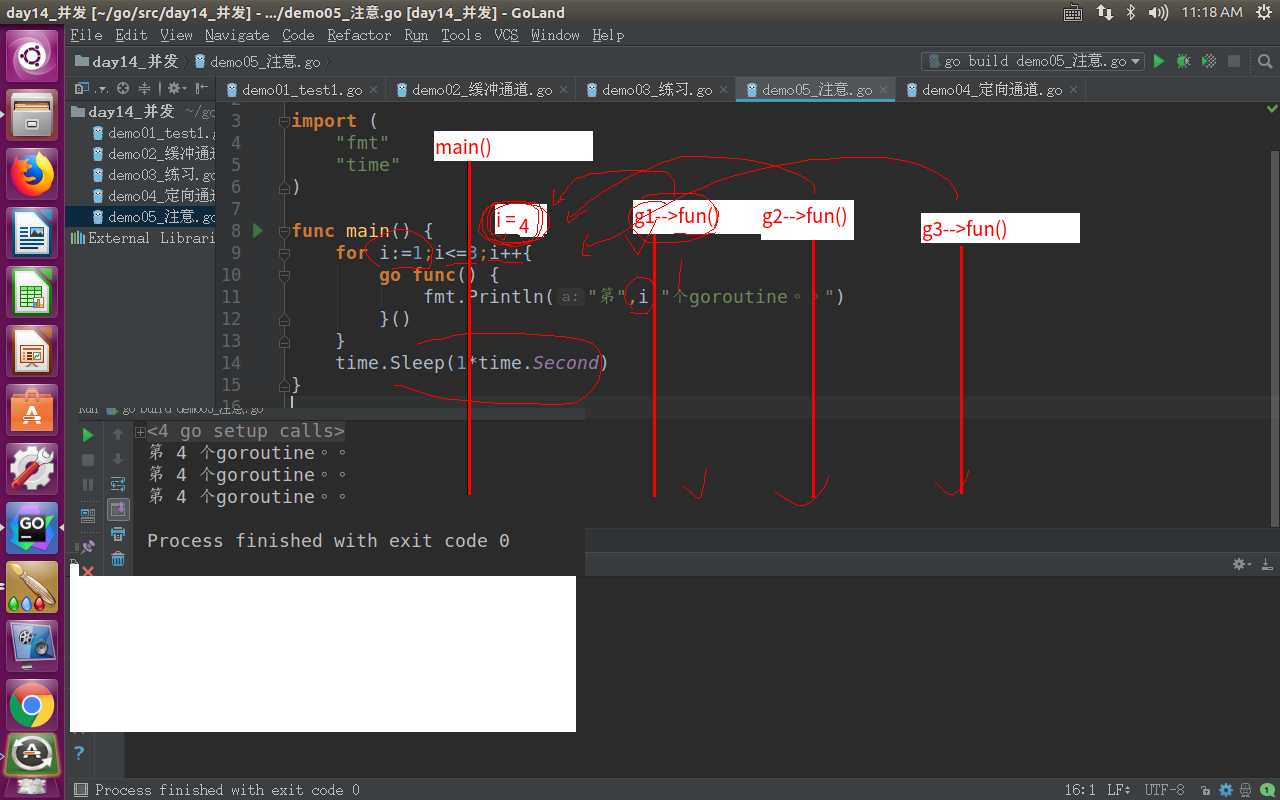 day14_并发 [~/go/src/day14_并发] - .../demo05_注意.go [day14_并发] - GoLand
11:18 AM
File Edit View Navigate Code Refactor Run Tools VCS Window Help
day14_并发 demo05_注意.go
go build demo05_注意.go
demo01_test1.go demo02_缓冲通道.go demo03_练习.go demo05_注意.go demo04_定向通道.go
day14_并发 ~/go
demo01_test1.g
demo02_缓冲通
demo03_练习.go
demo04_定向通
demo05_注意.go
External Librari
3 import (
4 "fmt"
5 "time"
6 )
7
8 func main() {
9 for i:=1;i<=3;i++{
10 go func() {
11 fmt.Println(a: "第",i "个goroutine。。")
12 }()
13 }
14 time.Sleep(1*time.Second)
15 }
16
main()
i = 4
g1-->fun()
g2-->fun()
g3-->fun()
Run go build demo05_注意.go
<4 go setup calls>
第 4 个goroutine。。
第 4 个goroutine。。
第 4 个goroutine。。
Process finished with exit code 0
Process finished with exit code 0
16:1 LF UTF-8 1